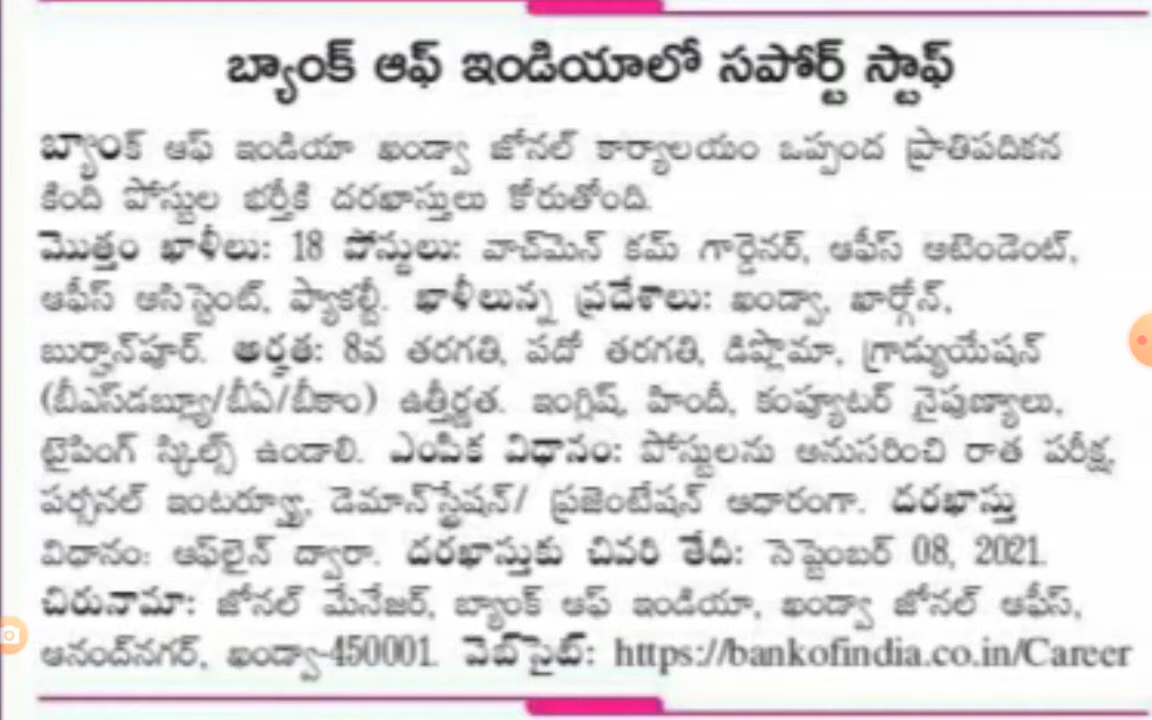 బ్యాంక్ ఆఫ్ ఇండియాలో సపోర్ట్ స్టాఫ్
బ్యాంక్ ఆఫ్ ఇండియా ఖండ్వా జోనల్ కార్యాలయం ఒప్పంద ప్రాతిపదికన
కింది పోస్టుల భర్తీకి దరఖాస్తులు కోరుతోంది.
మొత్తం ఖాళీలు: 18 పోస్టులు: వాచ్‌మెన్ కమ్ గార్డెనర్, ఆఫీస్ ఆటెండెంట్,
ఆఫీస్ ఆసిస్టెంట్, ఫ్యాకల్టీ. ఖాళీలున్న ప్రదేశాలు: ఖండ్వా, ఖార్గోన్,
బుర్హాన్‌పూర్. అర్హత: 8వ తరగతి, పదో తరగతి, డిప్లొమా, గ్రాడ్యుయేషన్
(బీఎస్‌డబ్ల్యూ/బీఏ/బీకాం) ఉత్తీర్ణత. ఇంగ్లిష్, హిందీ, కంప్యూటర్ నైపుణ్యాలు,
టైపింగ్ స్కిల్స్ ఉండాలి. ఎంపిక విధానం: పోస్టులను అనుసరించి రాత పరీక్ష,
పర్సనల్ ఇంటర్వ్యూ, డెమాన్‌స్ట్రేషన్/ ప్రజెంటేషన్ ఆధారంగా. దరఖాస్తు
విధానం: ఆఫ్‌లైన్ ద్వారా. దరఖాస్తుకు చివరి తేది: సెప్టెంబర్ 08, 2021.
చిరునామా: జోనల్ మేనేజర్, బ్యాంక్ ఆఫ్ ఇండియా, ఖండ్వా జోనల్ ఆఫీస్,
ఆనంద్‌నగర్, ఖండ్వా-450001. వెబ్‌సైట్: https://bankofindia.co.in/Career